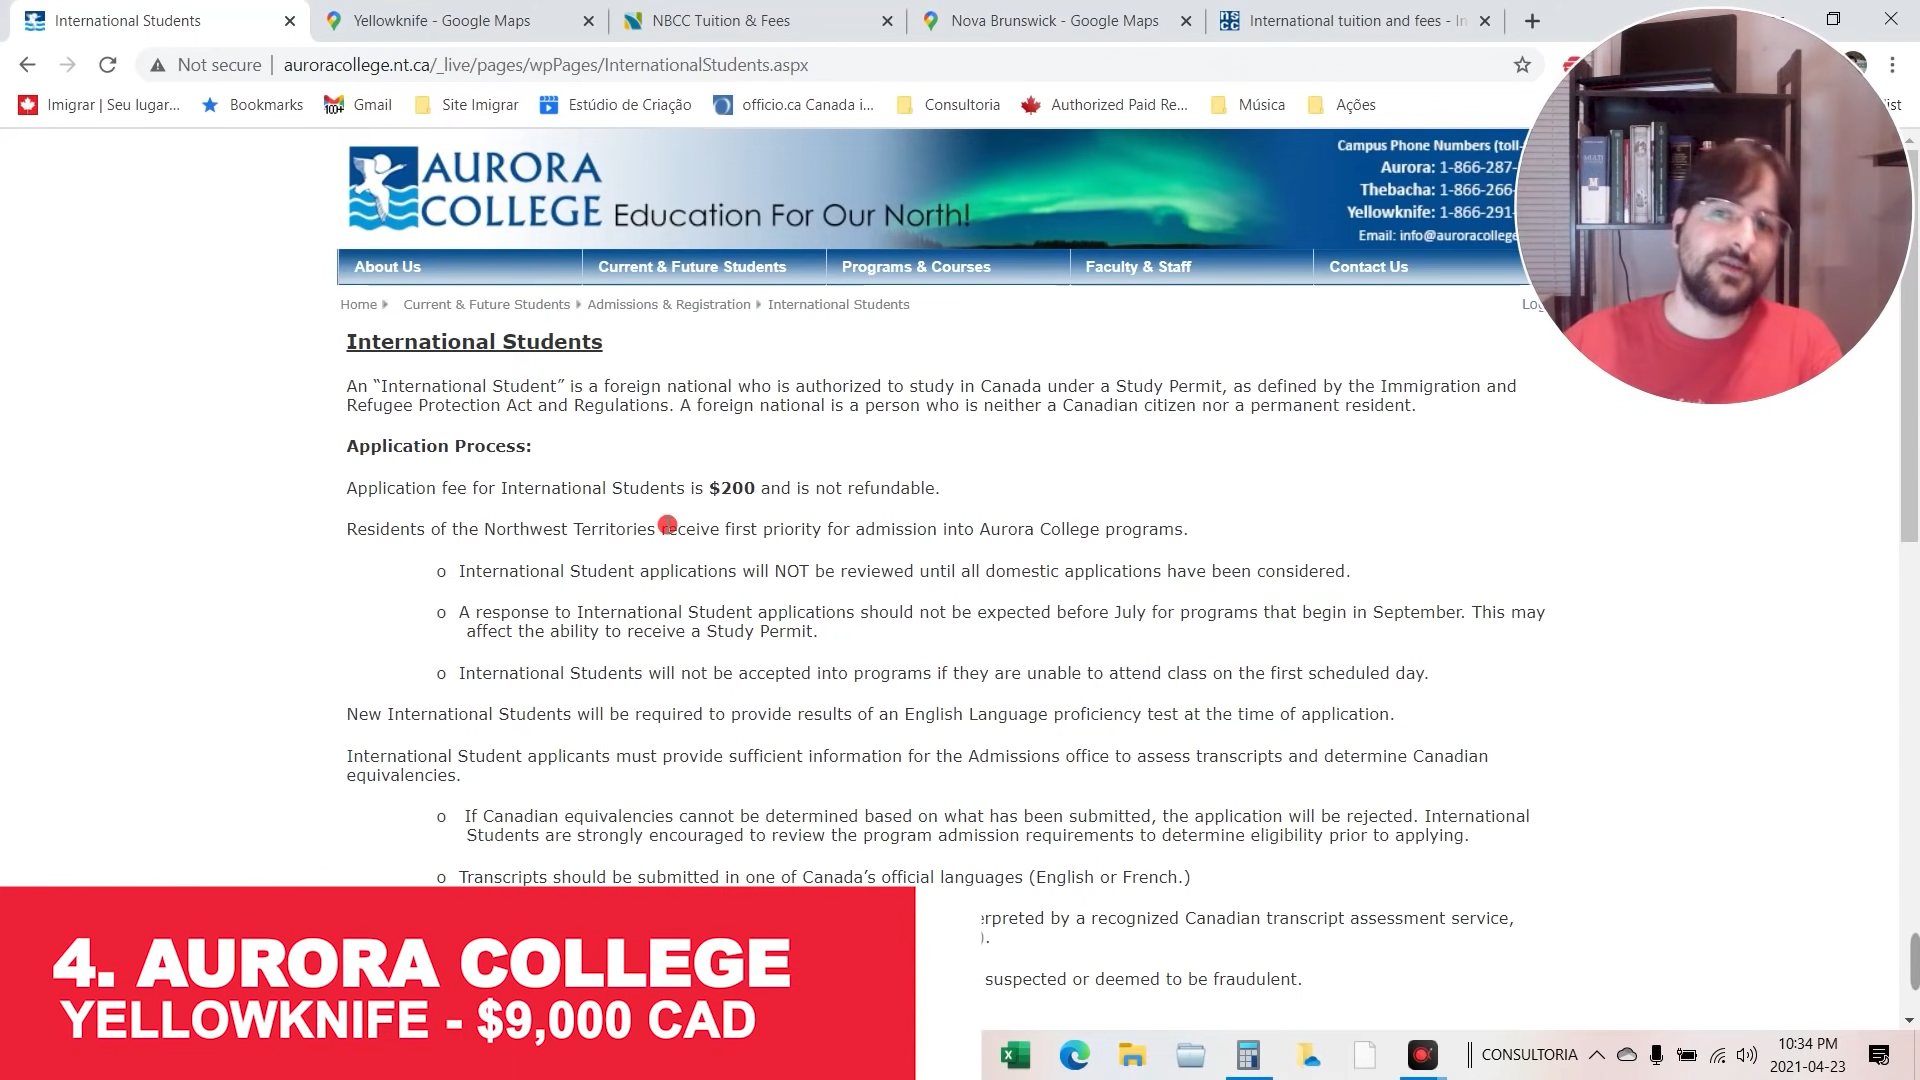 International Students
Yellowknife - Google Maps
NBCC Tuition & Fees
Nova Brunswick - Google Maps
International tuition and fees - In
Not secure
auroracollege.nt.ca/_live/pages/wpPages/InternationalStudents.aspx
Imigrar | Seu lugar...
Bookmarks
100+
Gmail
Site Imigrar
Estúdio de Criação
officio.ca Canada i...
Consultoria
Authorized Paid Re...
Música
Ações
ist
AURORA
COLLEGE
Education For Our North!
Campus Phone Numbers (toll-
Aurora: 1-866-287-
Thebacha: 1-866-266-
Yellowknife: 1-866-291-
Email: info@auroracollege
About Us
Current & Future Students
Programs & Courses
Faculty & Staff
Contact Us
Home
Current & Future Students
Admissions & Registration
International Students
International Students
An “International Student” is a foreign national who is authorized to study in Canada under a Study Permit, as defined by the Immigration and
Refugee Protection Act and Regulations. A foreign national is a person who is neither a Canadian citizen nor a permanent resident.
Application Process:
Application fee for International Students is $200 and is not refundable.
Residents of the Northwest Territories receive first priority for admission into Aurora College programs.
o International Student applications will NOT be reviewed until all domestic applications have been considered.
o A response to International Student applications should not be expected before July for programs that begin in September. This may
affect the ability to receive a Study Permit.
o International Students will not be accepted into programs if they are unable to attend class on the first scheduled day.
New International Students will be required to provide results of an English Language proficiency test at the time of application.
International Student applicants must provide sufficient information for the Admissions office to assess transcripts and determine Canadian
equivalencies.
o If Canadian equivalencies cannot be determined based on what has been submitted, the application will be rejected. International
Students are strongly encouraged to review the program admission requirements to determine eligibility prior to applying.
o Transcripts should be submitted in one of Canada’s official languages (English or French.)
erpreted by a recognized Canadian transcript assessment service,
).
suspected or deemed to be fraudulent.
4. AURORA COLLEGE
YELLOWKNIFE - $9,000 CAD
CONSULTORIA
10:34 PM
2021-04-23